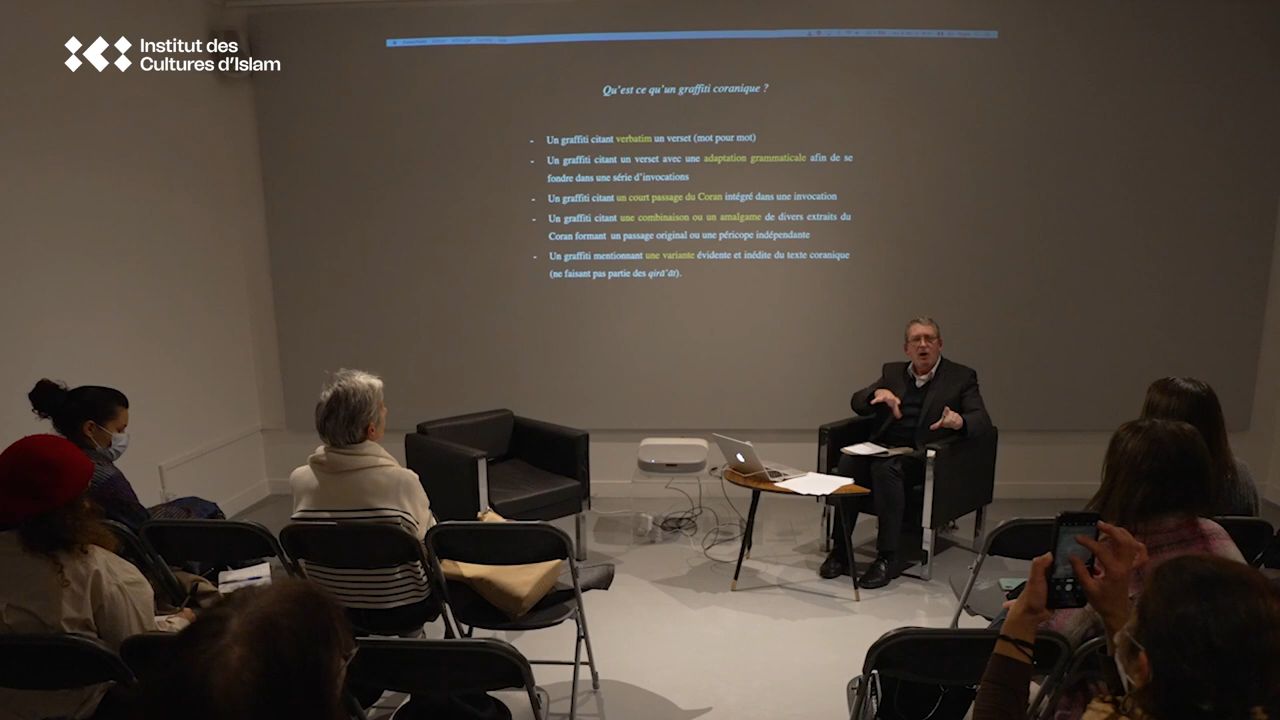 Institut des
Cultures d'Islam
Qu'est ce qu'un graffiti coranique ?
- Un graffiti citant verbatim un verset (mot pour mot)
- Un graffiti citant un verset avec une adaptation grammaticale afin de se
fondre dans une série d'invocations
- Un graffiti citant un court passage du Coran intégré dans une invocation
- Un graffiti citant une combinaison ou un amalgame de divers extraits du
Coran formant un passage original ou une péricope indépendante
- Un graffiti mentionnant une variante évidente et inédite du texte coranique
(ne faisant pas partie des qirā'āt).